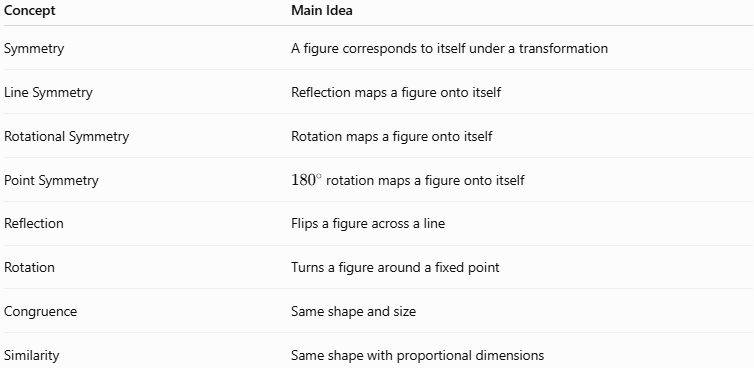 Concept Main Idea
Symmetry A figure corresponds to itself under a transformation
Line Symmetry Reflection maps a figure onto itself
Rotational Symmetry Rotation maps a figure onto itself
Point Symmetry 180° rotation maps a figure onto itself
Reflection Flips a figure across a line
Rotation Turns a figure around a fixed point
Congruence Same shape and size
Similarity Same shape with proportional dimensions